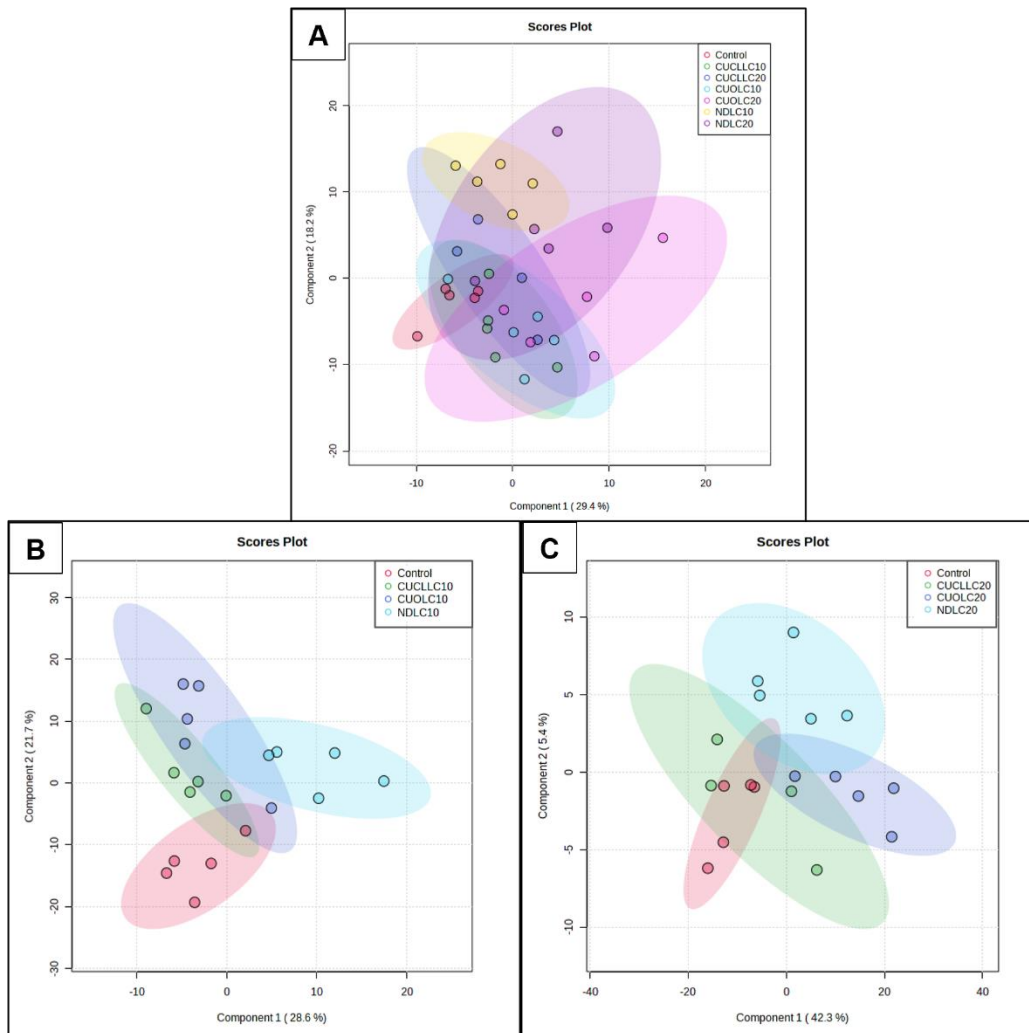 A
Scores Plot
Control
CUCLLC10
CUCLLC20
CUOLC10
CUOLC20
NDLC10
NDLC20
20
10
0
-10
-20
Component 2 ( 18.2 %)
-10
0
10
20
Component 1 ( 29.4 %)
B
Scores Plot
Control
CUCLLC10
CUOLC10
NDLC10
30
20
10
0
-10
-20
-30
Component 2 ( 21.7 %)
-10
0
10
20
Component 1 ( 28.6 %)
C
Scores Plot
Control
CUCLLC20
CUOLC20
NDLC20
10
5
0
-5
-10
Component 2 ( 5.4 %)
-40
-20
0
20
40
Component 1 ( 42.3 %)